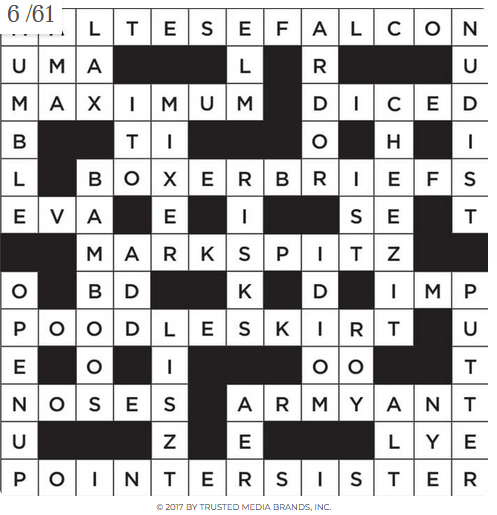 6 /61
M A L T E S E F A L C O N
U M A L R U
M A X I M U M D I C E D
B T I O H I
L B O X E R B R I E F S
E V A E I S E T
M A R K S P I T Z
O B D K D I M P
P O O D L E S K I R T U
E O I O O T
N O S E S A R M Y A N T
U Z E L Y E
P O I N T E R S I S T E R
© 2017 BY TRUSTED MEDIA BRANDS, INC.